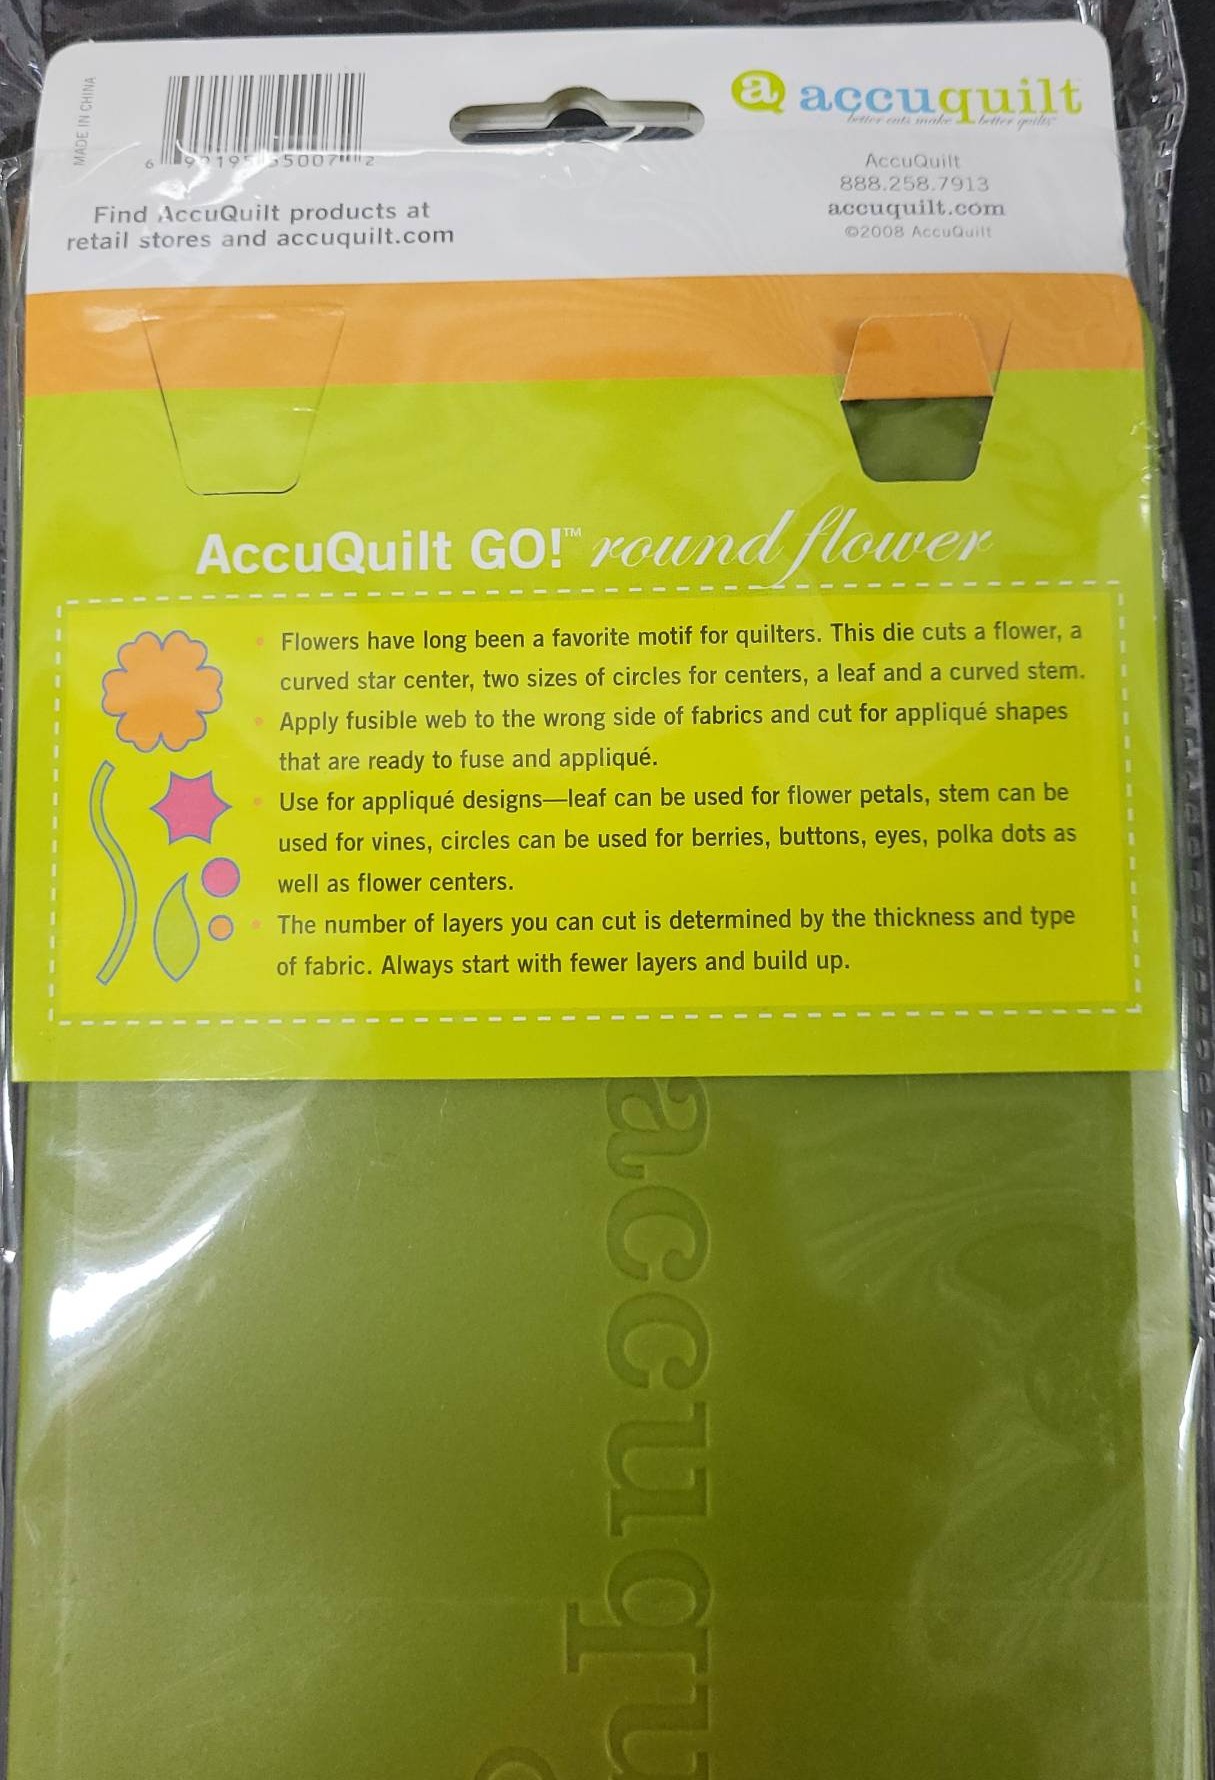 MADE IN CHINA
accuquilt
better cuts make better quilts
Find AccuQuilt products at
retail stores and accuquilt.com
AccuQuilt
888.258.7913
accuquilt.com
©2008 AccuQuilt
AccuQuilt GO!™ round flower
• Flowers have long been a favorite motif for quilters. This die cuts a flower, a
curved star center, two sizes of circles for centers, a leaf and a curved stem.
• Apply fusible web to the wrong side of fabrics and cut for appliqué shapes
that are ready to fuse and appliqué.
• Use for appliqué designs—leaf can be used for flower petals, stem can be
used for vines, circles can be used for berries, buttons, eyes, polka dots as
well as flower centers.
• The number of layers you can cut is determined by the thickness and type
of fabric. Always start with fewer layers and build up.
accuqui